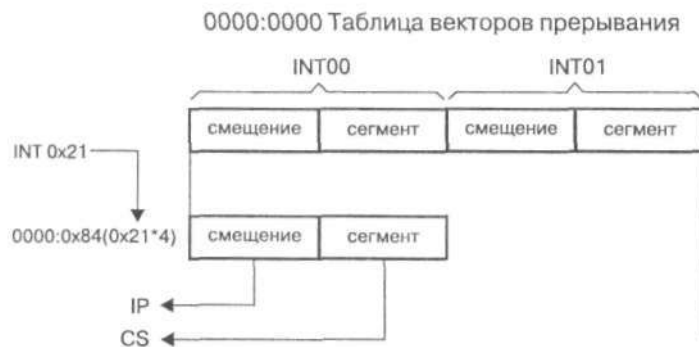 0000:0000 Таблица векторов прерывания
INT00 INT01
смещение сегмент смещение сегмент
INT 0x21
0000:0x84(0x21*4) смещение сегмент
IP
CS